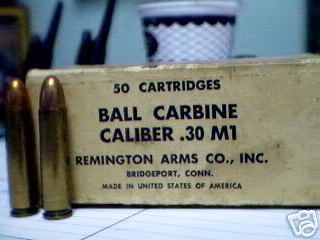 50 CARTRIDGES
BALL CARBINE
CALIBER .30 M1
REMINGTON ARMS CO., INC.
BRIDGEPORT, CONN.
MADE IN UNITED STATES OF AMERICA